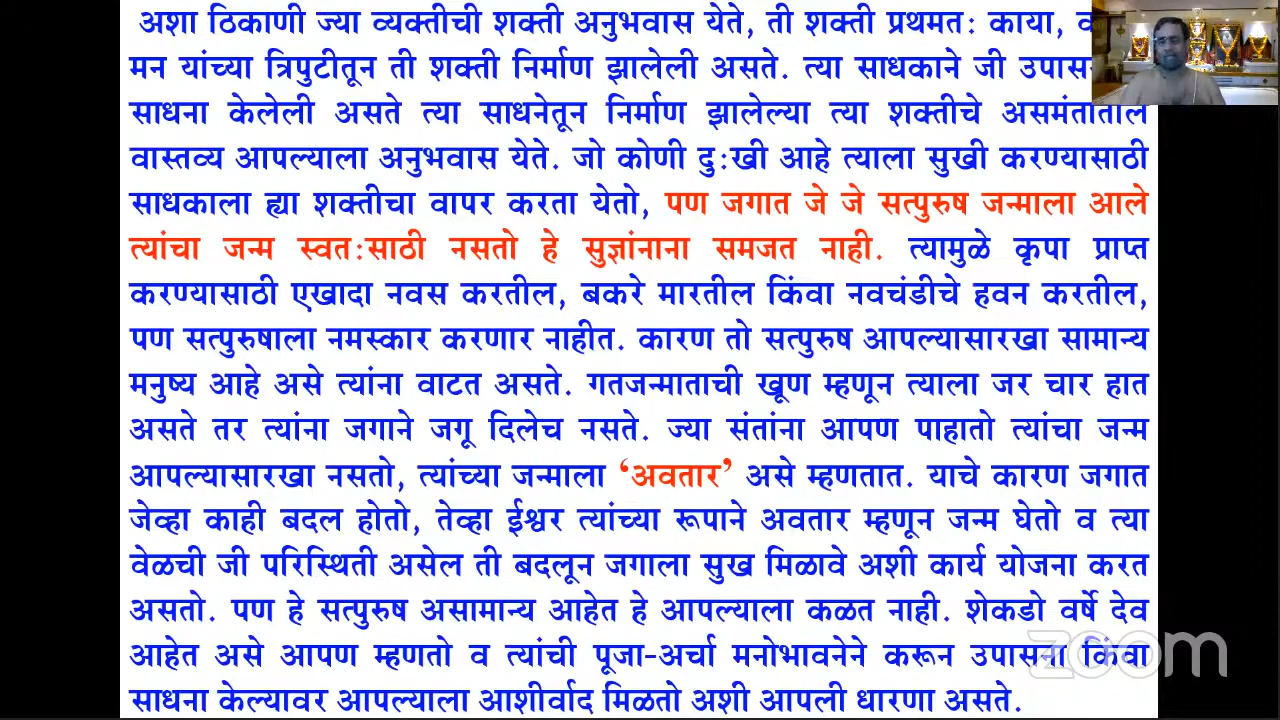 अशा ठिकाणी ज्या व्यक्तीची शक्ती अनुभवास येते, ती शक्ती प्रथमतः काया,
मन यांच्या त्रिपुटीतून ती शक्ती निर्माण झालेली असते. त्या साधकाने जी
साधना केलेली असते त्या साधनेतून निर्माण झालेल्या त्या शक्तीचे असमंतातील
वास्तव्य आपल्याला अनुभवास येते. जो कोणी दुःखी आहे त्याला सुखी करण्यासाठी
साधकाला ह्या शक्तीचा वापर करता येतो, पण जगात जे जे सत्पुरुष जन्माला आले
त्यांचा जन्म स्वतःसाठी नसतो हे सुज्ञांनाना समजत नाही. त्यामुळे कृपा प्राप्त
करण्यासाठी एखादा नवस करतील, बकरे मारतील किंवा नवचंडीचे हवन करतील,
पण सत्पुरुषाला नमस्कार करणार नाहीत. कारण तो सत्पुरुष आपल्यासारखा सामान्य
मनुष्य आहे असे त्यांना वाटत असते. गतजन्माताची खूण म्हणून त्याला जर चार हात
असते तर त्यांना जगाने जगू दिलेच नसते. ज्या संतांना आपण पाहातो त्यांचा जन्म
आपल्यासारखा नसतो, त्यांच्या जन्माला ‘अवतार’ असे म्हणतात. याचे कारण जगात
जेव्हा काही बदल होतो, तेव्हा ईश्वर त्यांच्या रूपाने अवतार म्हणून जन्म घेतो व त्या
वेळची जी परिस्थिती असेल ती बदलून जगाला सुख मिळावे अशी कार्य योजना करत
असतो. पण हे सत्पुरुष असामान्य आहेत हे आपल्याला कळत नाही. शेकडो वर्षे देव
आहेत असे आपण म्हणतो व त्यांची पूजा-अर्चा मनोभावनेने करून उपासना किंवा
साधना केल्यावर आपल्याला आशीर्वाद मिळतो अशी आपली धारणा असते.
zoom